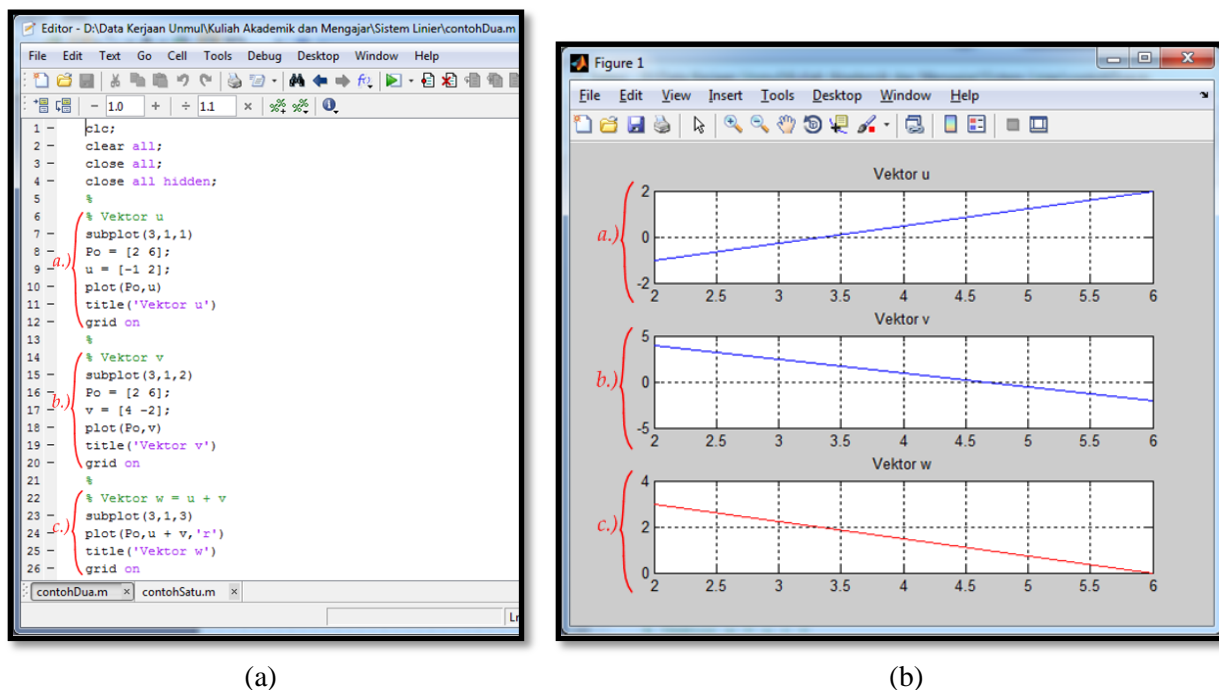 Editor - D:\Data Kerjaan Unmul\Kuliah Akademik dan Mengajar\Sistem Linier\contohDua.m
File Edit Text Go Cell Tools Debug Desktop Window Help
- 1.0 + ÷ 1.1 ×
1 - clc;
2 - clear all;
3 - close all;
4 - close all hidden;
5 %
6 % Vektor u
7 - subplot(3,1,1)
8 - Po = [2 6];
a.)
9 - u = [-1 2];
10 - plot(Po,u)
11 - title('Vektor u')
12 - grid on
13 %
14 % Vektor v
15 - subplot(3,1,2)
16 - Po = [2 6];
b.)
17 - v = [4 -2];
18 - plot(Po,v)
19 - title('Vektor v')
20 - grid on
21 %
22 % Vektor w = u + v
23 - subplot(3,1,3)
c.)
24 - plot(Po,u + v,'r')
25 - title('Vektor w')
26 - grid on
contohDua.m × contohSatu.m ×
Ln
(a)
Figure 1
File Edit View Insert Tools Desktop Window Help
Vektor u
a.)
2
0
-2
2 2.5 3 3.5 4 4.5 5 5.5 6
Vektor v
b.)
5
0
-5
2 2.5 3 3.5 4 4.5 5 5.5 6
Vektor w
c.)
4
2
0
2 2.5 3 3.5 4 4.5 5 5.5 6
(b)